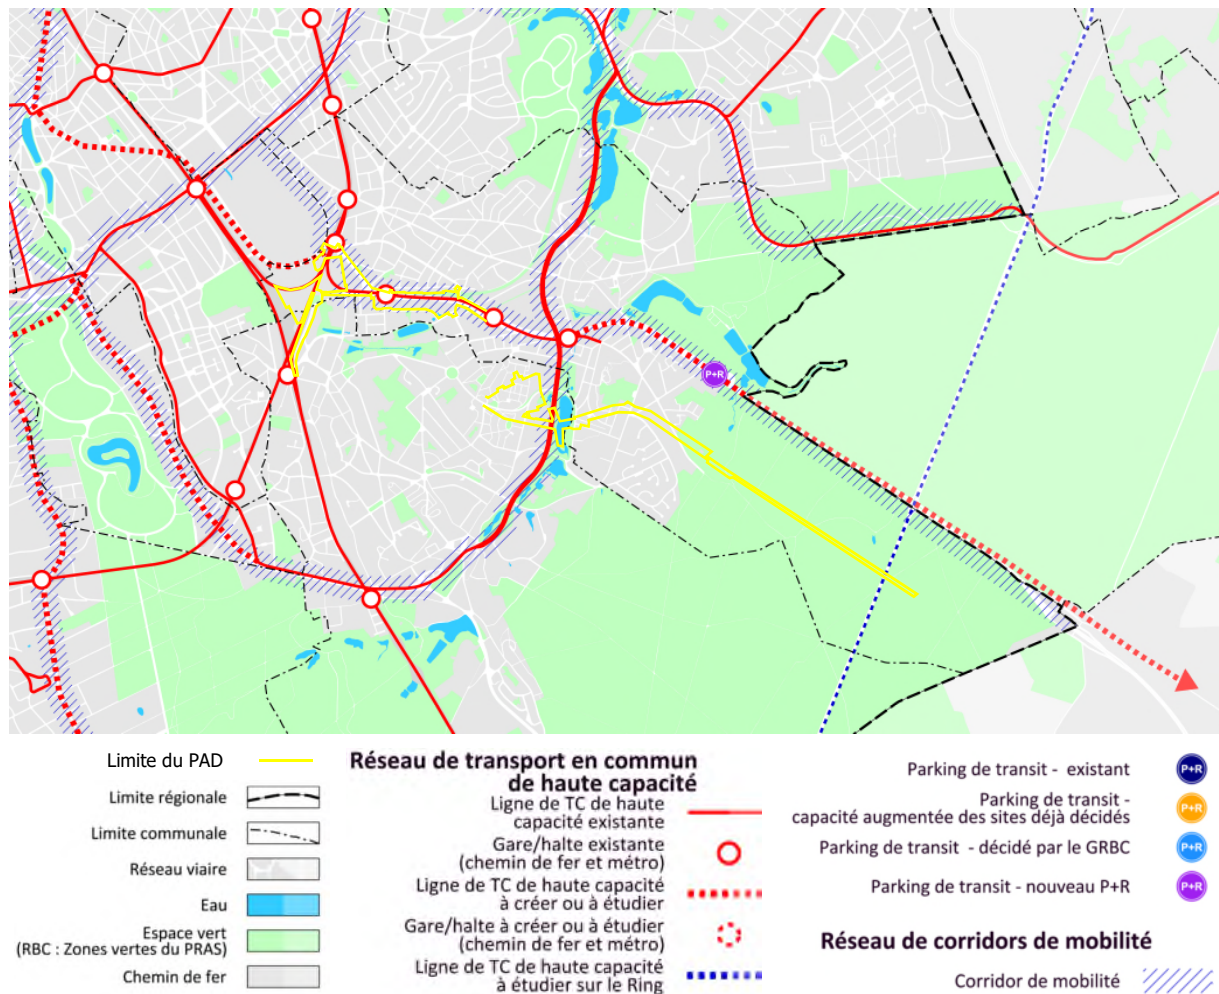 P+R
Limite du PAD
Limite régionale
Limite communale
Réseau viaire
Eau
Espace vert
(RBC : Zones vertes du PRAS)
Chemin de fer
Réseau de transport en commun
de haute capacité
Ligne de TC de haute
capacité existante
Gare/halte existante
(chemin de fer et métro)
Ligne de TC de haute capacité
à créer ou à étudier
Gare/halte à créer ou à étudier
(chemin de fer et métro)
Ligne de TC de haute capacité
à étudier sur le Ring
Parking de transit - existant P+R
Parking de transit -
capacité augmentée des sites déjà décidés P+R
Parking de transit - décidé par le GRBC P+R
Parking de transit - nouveau P+R P+R
Réseau de corridors de mobilité
Corridor de mobilité